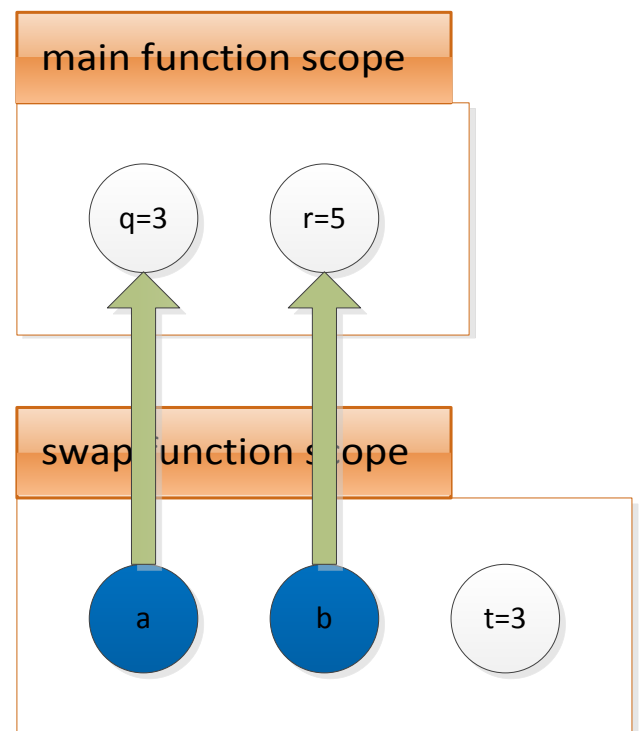 main function scope
q=3
r=5
swap function scope
a
b
t=3